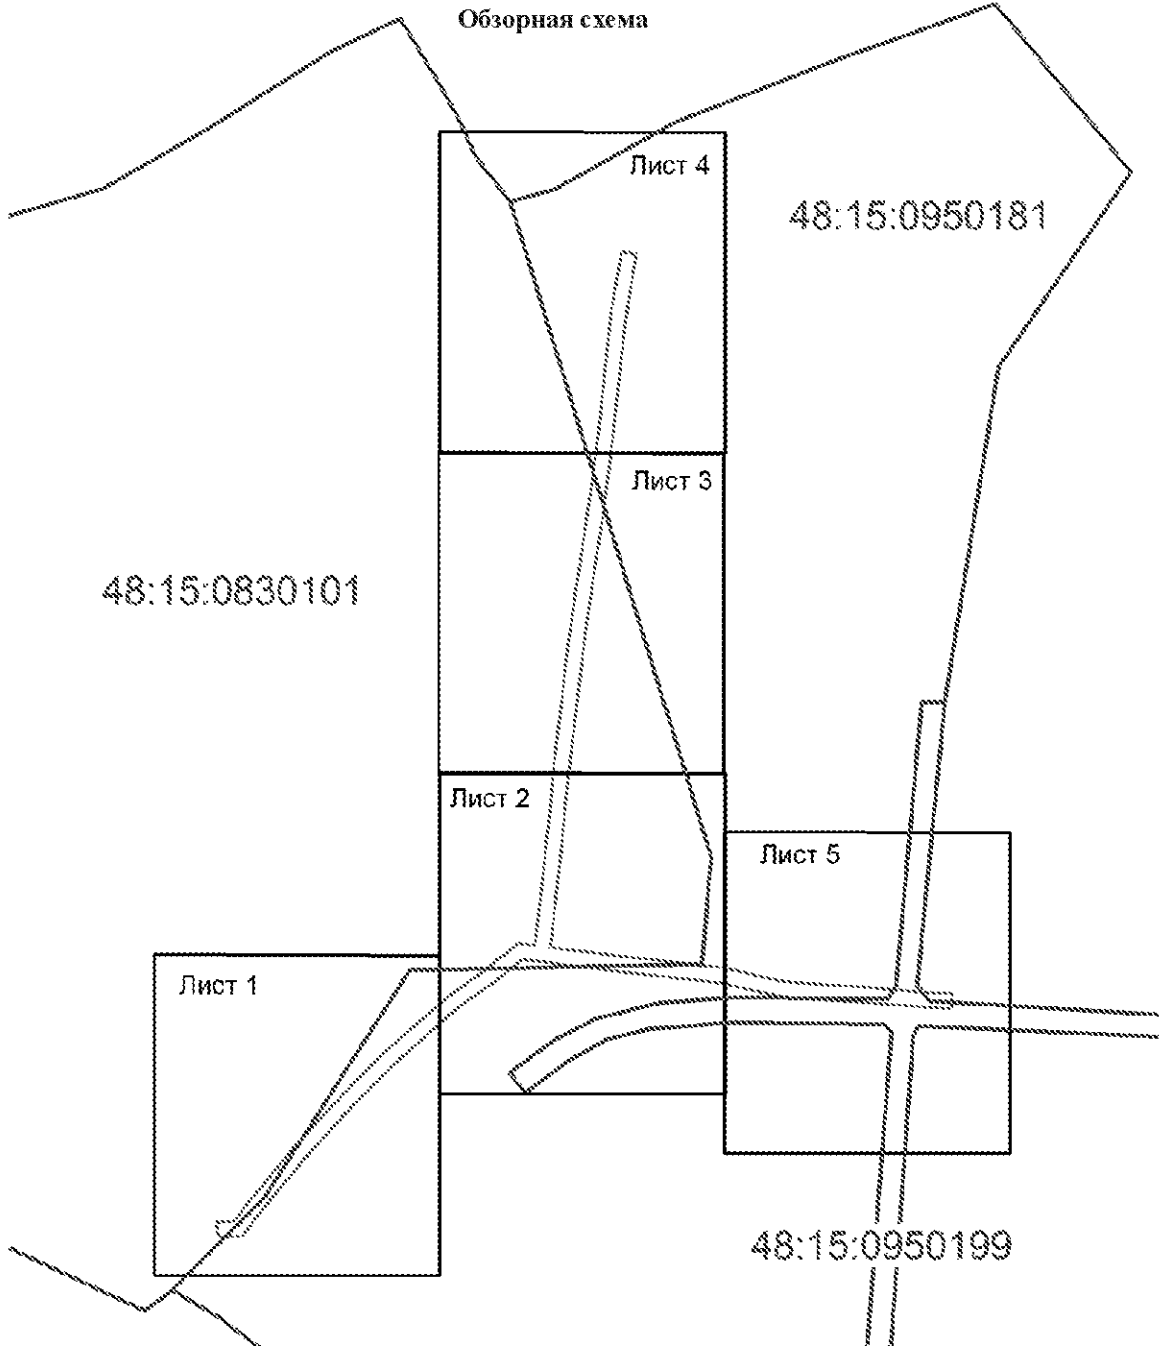 Обзорная схема
Лист 4
48:15:0950181
Лист 3
48:15:0830101
Лист 2
Лист 5
Лист 1
48:15:0950199